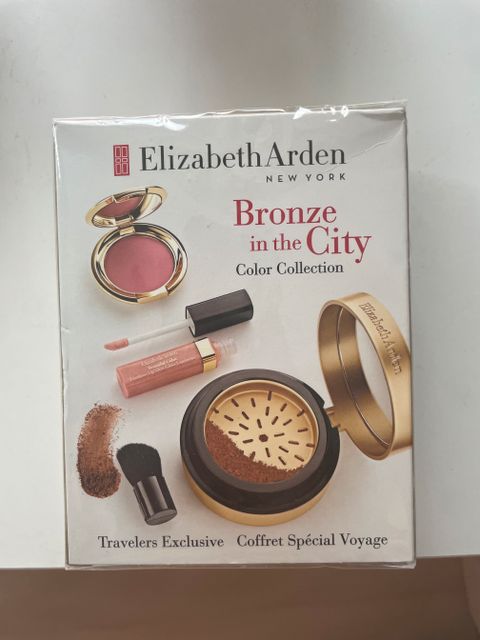 Elizabeth Arden
NEW YORK
Bronze
in the City
Color Collection
Elizabeth Arden
Travelers Exclusive Coffret Spécial Voyage